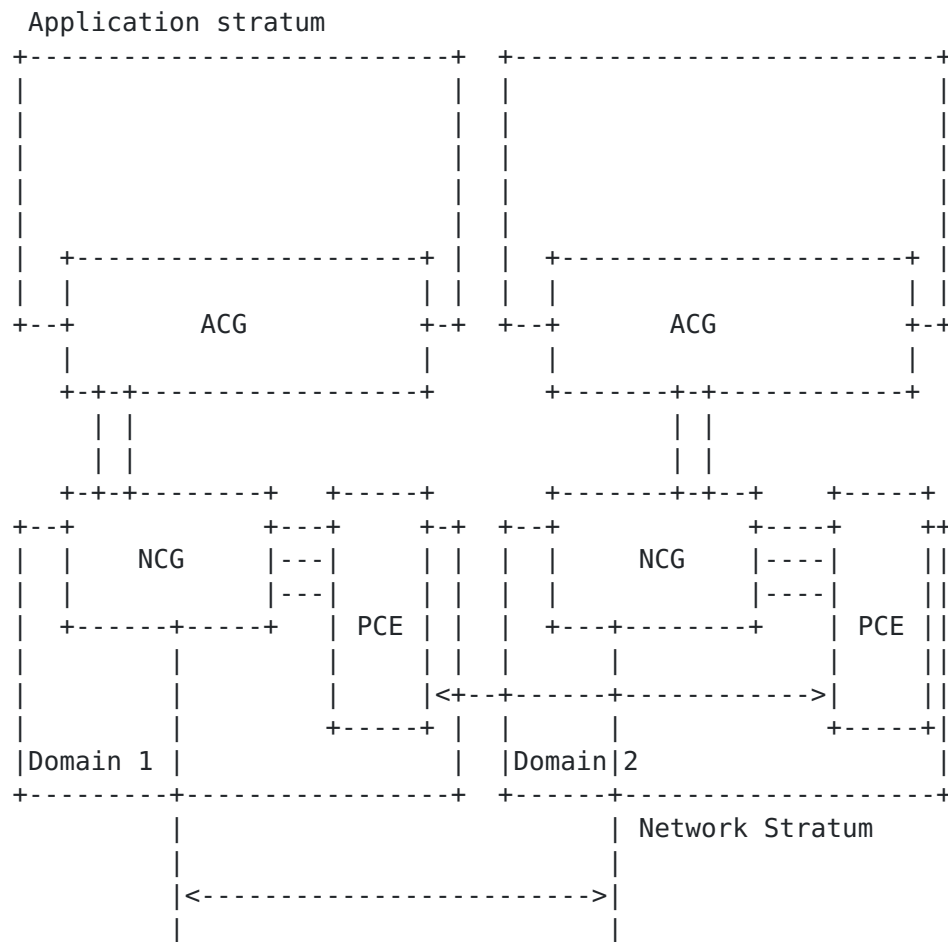 Application stratum
ACG ACG
NCG NCG
PCE PCE
Domain 1 Domain 2
Network Stratum